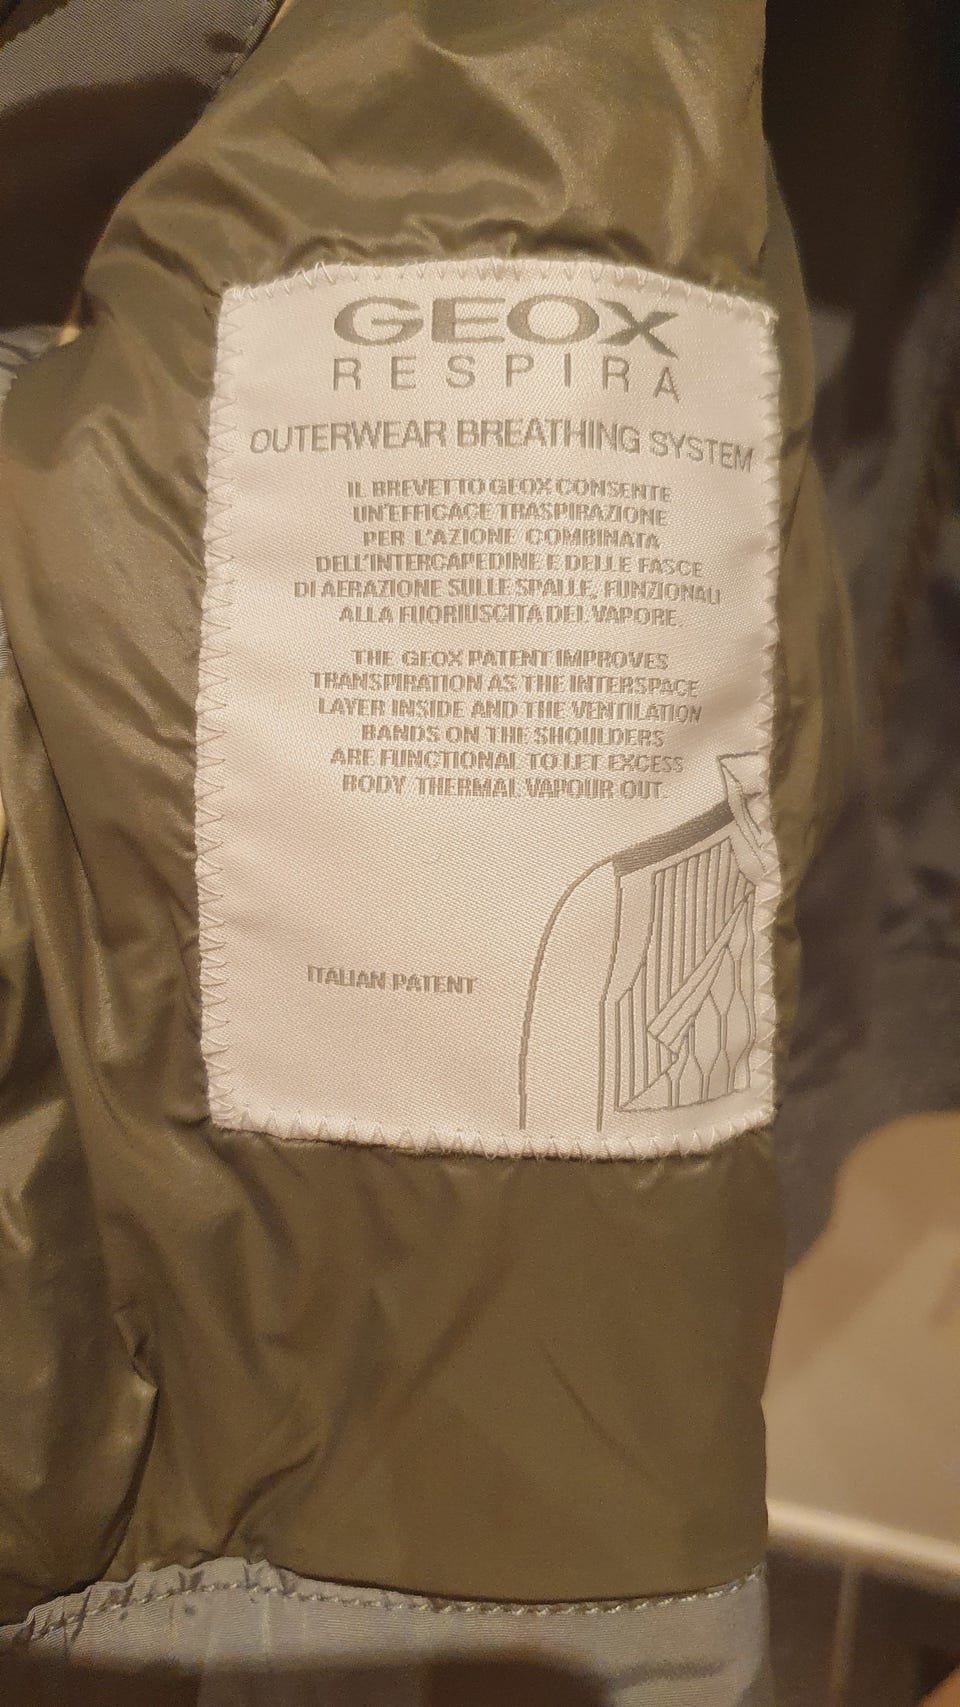 GEOX
RESPIRA
OUTERWEAR BREATHING SYSTEM
IL BREVETTO GEOX CONSENTE
UN'EFFICACE TRASPIRAZIONE
PER L'AZIONE COMBINATA
DELL'INTERCAPEDINE E DELLE FASCE
DI AERAZIONE SULLE SPALLE, FUNZIONALI
ALLA FUORIUSCITA DEL VAPORE.
THE GEOX PATENT IMPROVES
TRANSPIRATION AS THE INTERSPACE
LAYER INSIDE AND THE VENTILATION
BANDS ON THE SHOULDERS
ARE FUNCTIONAL TO LET EXCESS
BODY THERMAL VAPOUR OUT.
ITALIAN PATENT